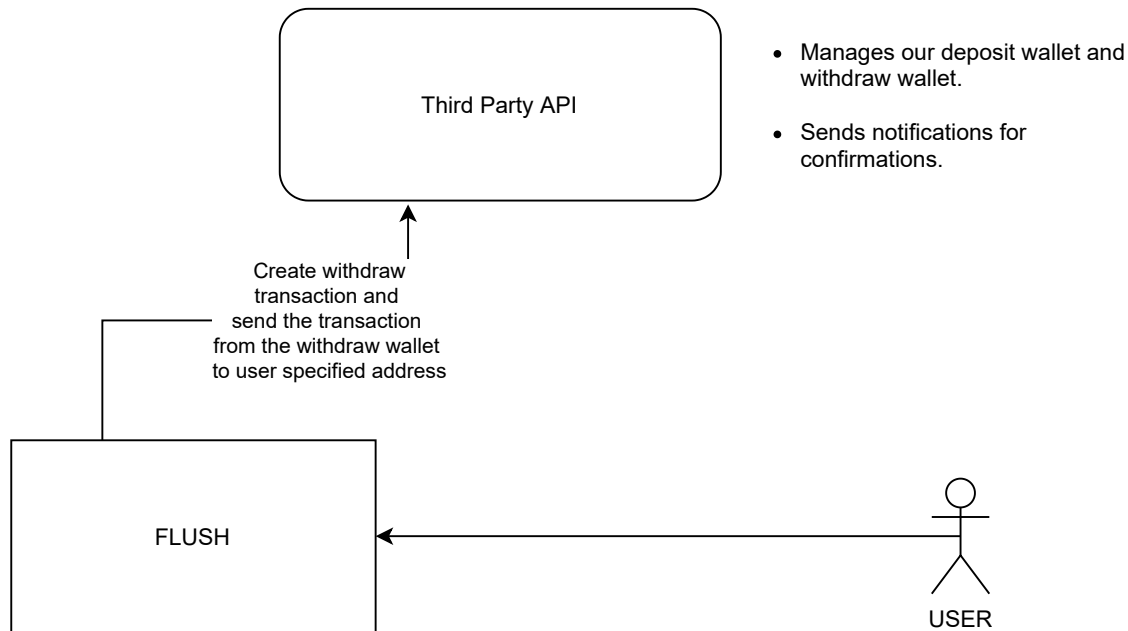 Third Party API
• Manages our deposit wallet and
withdraw wallet.
• Sends notifications for
confirmations.
Create withdraw
transaction and
send the transaction
from the withdraw wallet
to user specified address
FLUSH
USER